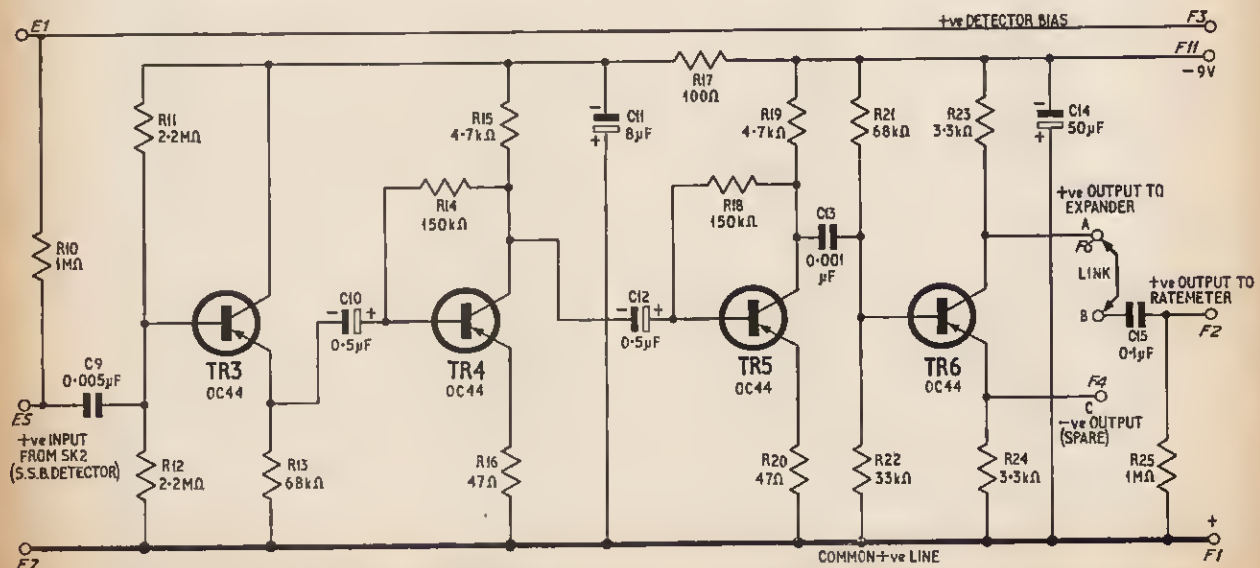 E1
+ve DETECTOR BIAS
F3
F11
-9V
R17
100Ω
R11
2·2MΩ
R15
4·7kΩ
C11
8µF
R19
4·7kΩ
R21
68kΩ
R23
3·3kΩ
C14
50µF
R14
150kΩ
R18
150kΩ
C13
0·001
µF
+ve OUTPUT TO
EXPANDER
A
F6
LINK
B
R10
1MΩ
C10
0·5µF
C12
0·5µF
+ve OUTPUT TO
RATEMETER
F2
C15
0·1µF
TR3
OC44
TR4
OC44
TR5
OC44
TR6
OC44
C9
0·005µF
E5
+ve INPUT
FROM SK2
(S.S.B.DETECTOR)
F4
C
-ve OUTPUT
(SPARE)
R12
2·2MΩ
R13
68kΩ
R16
47Ω
R20
47Ω
R22
33kΩ
R24
3·3kΩ
R25
1MΩ
COMMON +ve LINE
+
F1